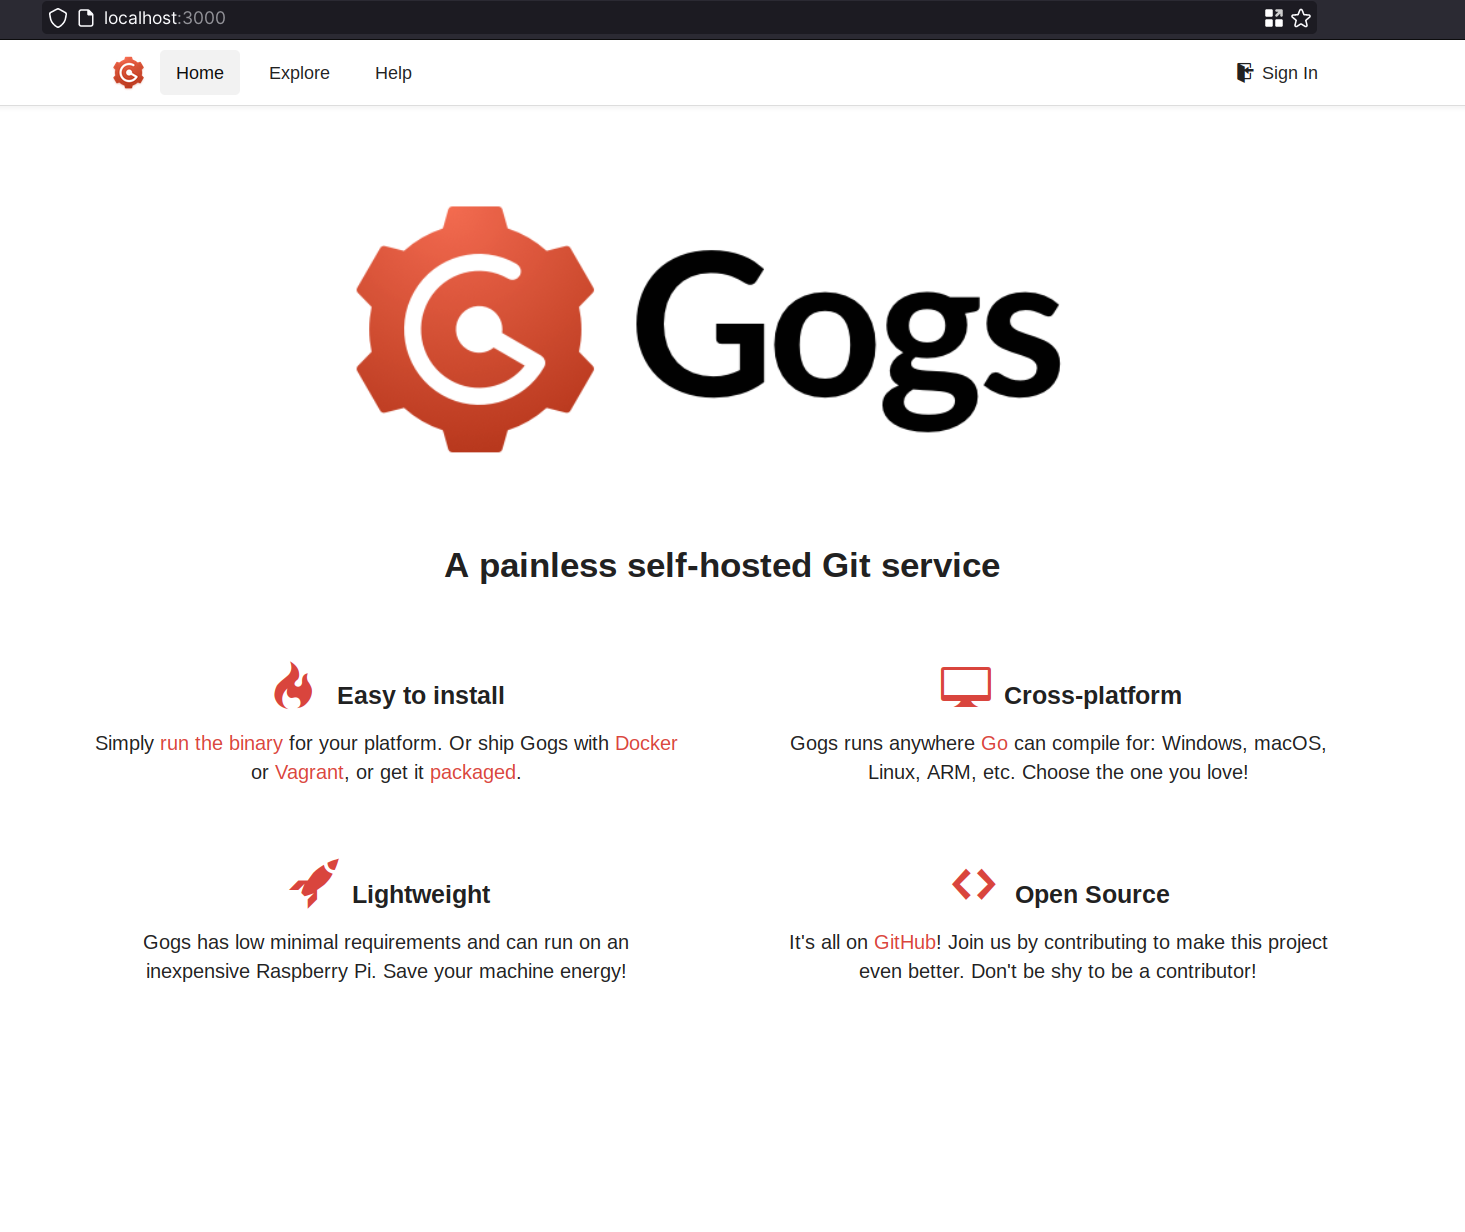 localhost:3000
Home Explore Help Sign In
Gogs
A painless self-hosted Git service
Easy to install
Simply run the binary for your platform. Or ship Gogs with Docker
or Vagrant, or get it packaged.
Cross-platform
Gogs runs anywhere Go can compile for: Windows, macOS,
Linux, ARM, etc. Choose the one you love!
Lightweight
Gogs has low minimal requirements and can run on an
inexpensive Raspberry Pi. Save your machine energy!
Open Source
It's all on GitHub! Join us by contributing to make this project
even better. Don't be shy to be a contributor!